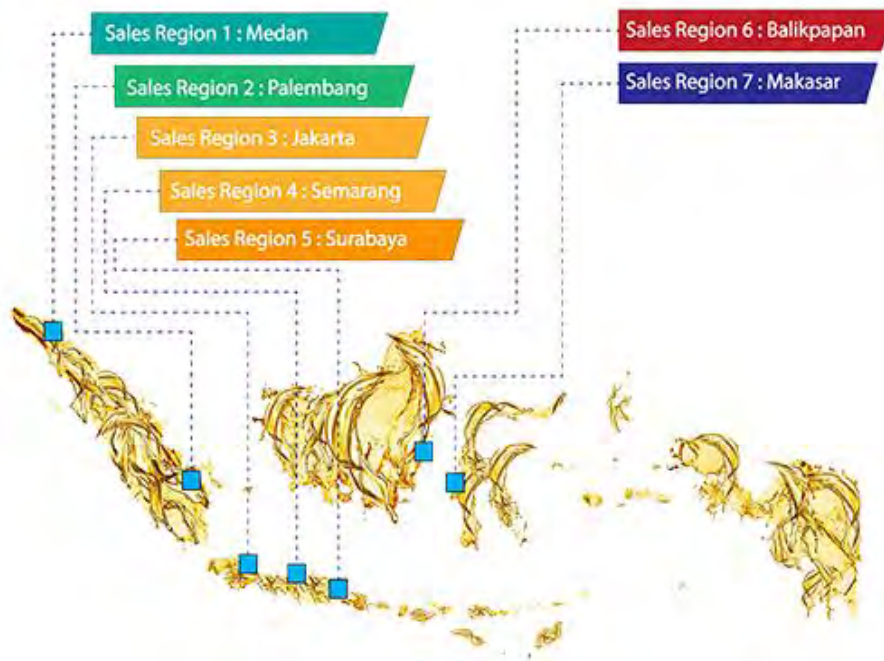 Sales Region 1 : Medan
Sales Region 2 : Palembang
Sales Region 3 : Jakarta
Sales Region 4 : Semarang
Sales Region 5 : Surabaya
Sales Region 6 : Balikpapan
Sales Region 7 : Makasar